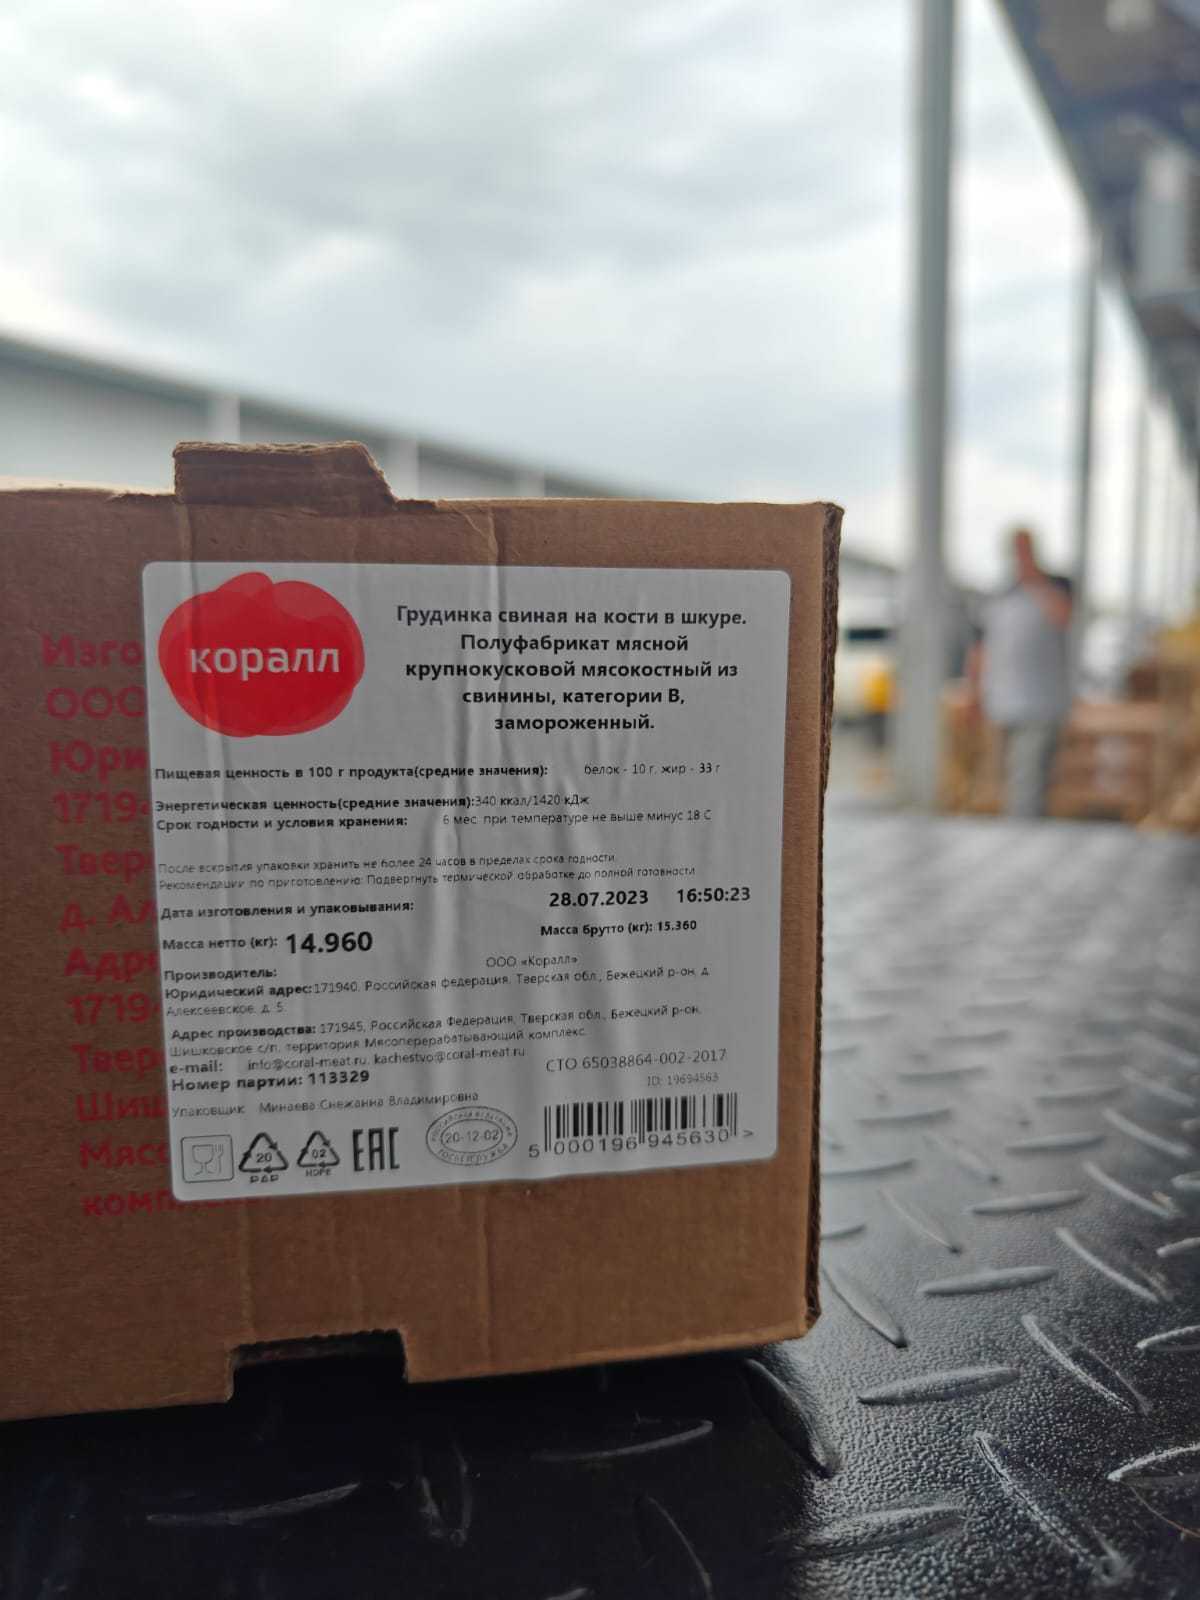 коралл
Грудинка свиная на кости в шкуре.
Полуфабрикат мясной
крупнокусковой мясокостный из
свинины, категории В,
замороженный.
Пищевая ценность в 100 г продукта(средние значения): белок - 10 г. жир - 33 г
Энергетическая ценность(средние значения):340 ккал/1420 кДж
Срок годности и условия хранения: 6 мес. при температуре не выше минус 18 С
После вскрытия упаковки хранить не более 24 часов в пределах срока годности.
Рекомендации по приготовлению: Подвергнуть термической обработке до полной готовности
Дата изготовления и упаковывания: 28.07.2023 16:50:23
Масса нетто (кг): 14.960 Масса брутто (кг): 15.360
Производитель: ООО «Коралл»
Юридический адрес:171940, Российская федерация, Тверская обл., Бежецкий р-он, д.
Алексеевское, д. 5.
Адрес производства: 171945, Российская Федерация, Тверская обл., Бежецкий р-он,
Шишковское с/п, территория Мясоперерабатывающий комплекс.
e-mail: info@coral-meat.ru, kachestvo@coral-meat.ru
Номер партии: 113329
СТО 65038864-002-2017
ID: 19694563
Упаковщик Минаева Снежанна Владимировна
20
PAP
02
HDPE
EAC
РОССИЙСКАЯ ФЕДЕРАЦИЯ
20-12-02
ГОСВЕТСЛУЖБА
5 000196 945630 >
Изго
ООО
Юри
1719
Твер
д. Ал
Адре
1719
Твер
Шиш
Мясо
комп